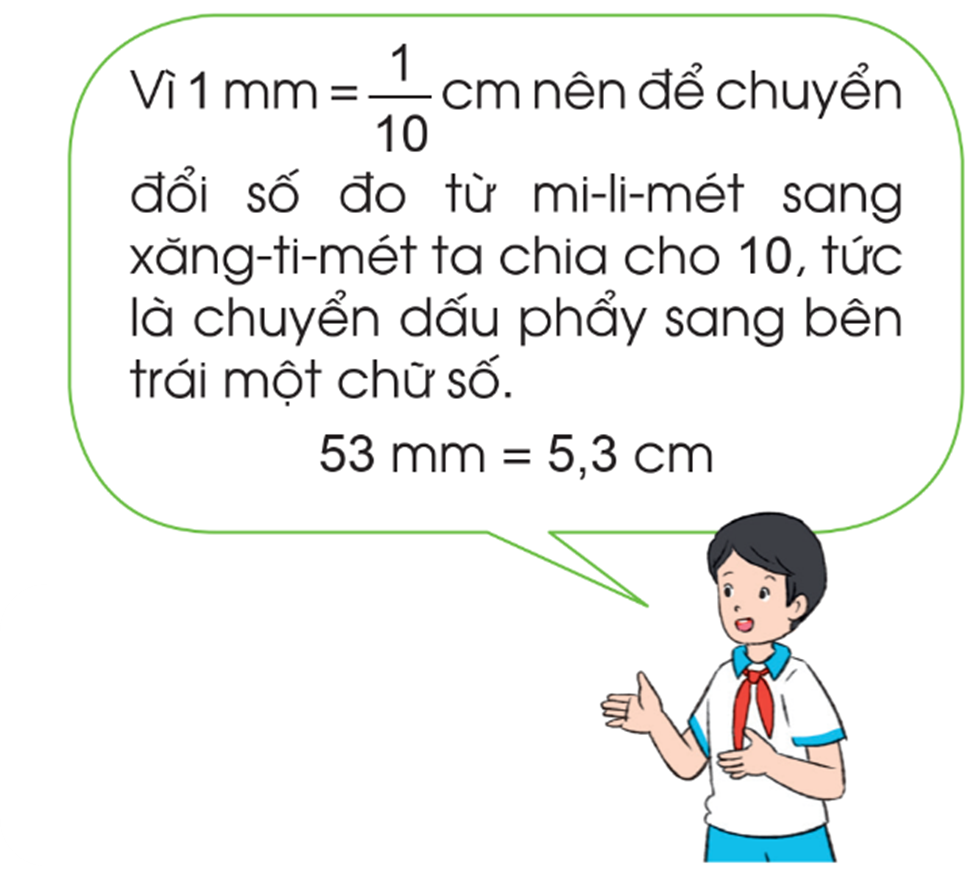 Vì 1 mm = 1/10 cm nên để chuyển
đổi số đo từ mi-li-mét sang
xăng-ti-mét ta chia cho 10, tức
là chuyển dấu phẩy sang bên
trái một chữ số.
53 mm = 5,3 cm